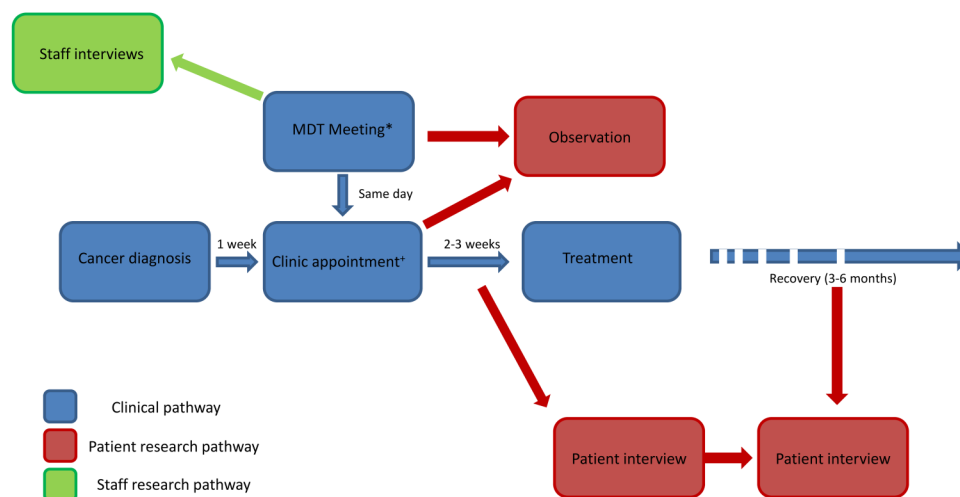 Staff interviews
MDT Meeting*
Observation
Same day
Cancer diagnosis
1 week
Clinic appointment⁺
2-3 weeks
Treatment
Recovery (3-6 months)
Clinical pathway
Patient research pathway
Staff research pathway
Patient interview
Patient interview